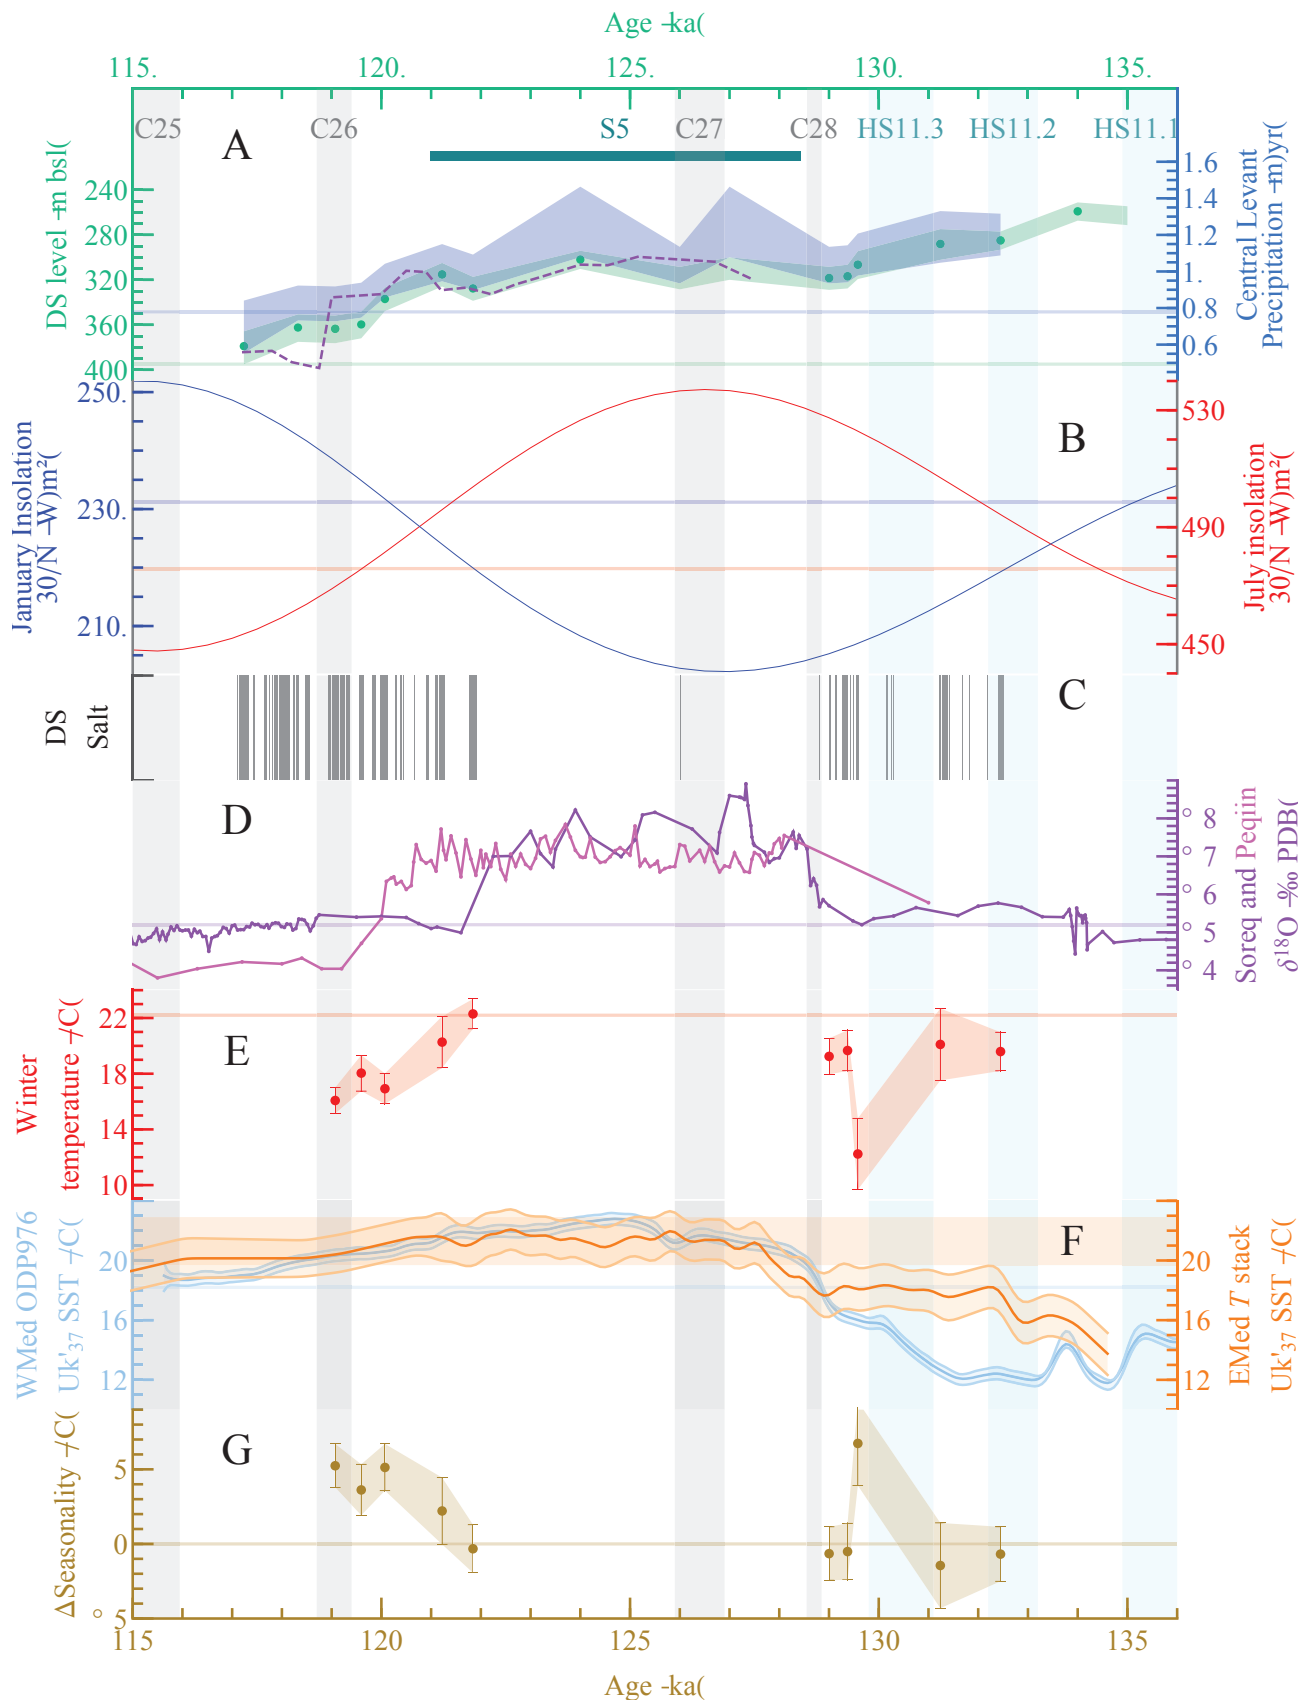 Age -ka(
115. 120. 125. 130. 135.
C25 C26 S5 C27 C28 HS11.3 HS11.2 HS11.1
A
DS level -m bsl(
240
280
320
360
400
Central Levant
Precipitation -m)yr(
1.6
1.4
1.2
1
0.8
0.6
B
January Insolation
30/N -W)m²(
250.
230.
210.
July insolation
30/N -W)m²(
530
490
450
C
DS
Salt
D
Soreq and Peqiin
δ¹⁸O -‰ PDB(
° 8
° 7
° 6
° 5
° 4
E
Winter
temperature -/C(
22
18
14
10
F
WMed ODP976
Uk'₃₇ SST -/C(
20
16
12
EMed T stack
Uk'₃₇ SST -/C(
20
16
12
G
ΔSeasonality -/C(
5
0
° 5
115 120 125 130 135
Age -ka(